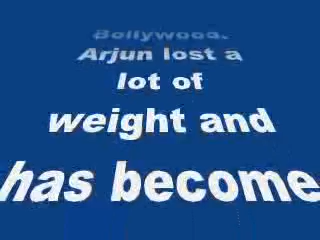 Bollywood.
Arjun lost a
lot of
weight and
has become